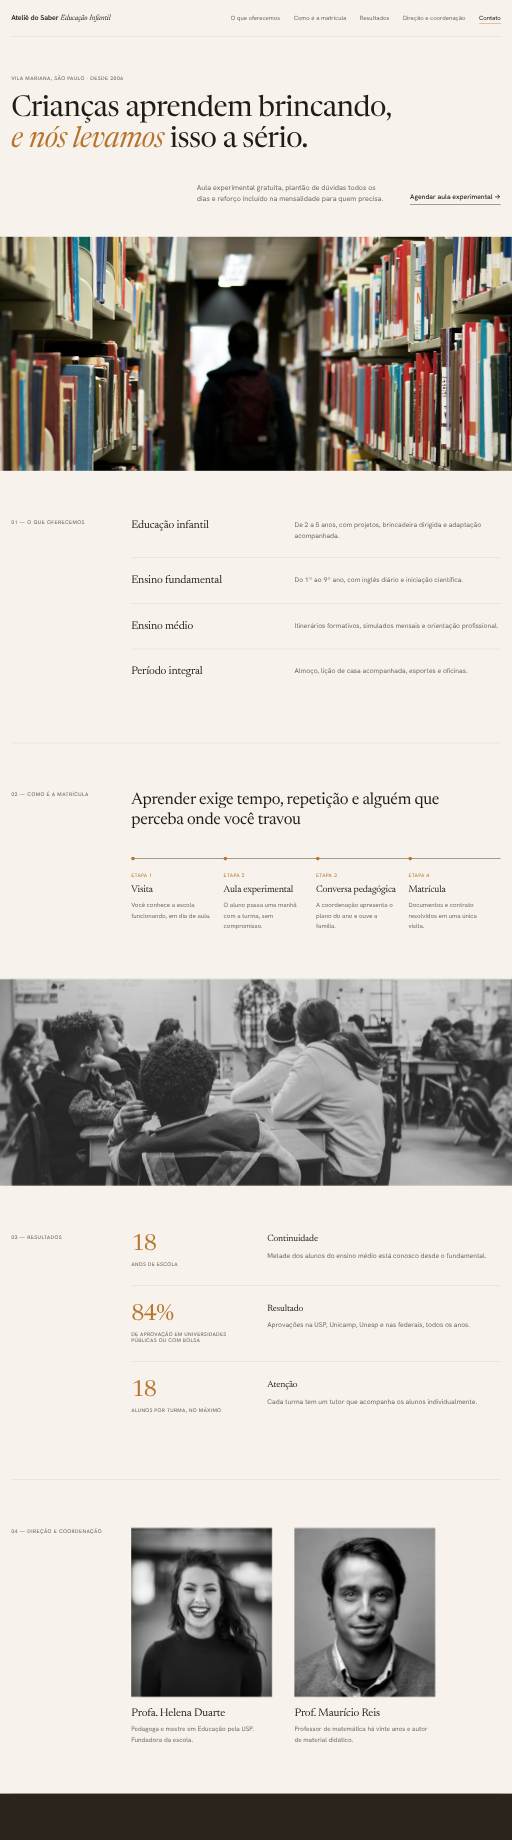 Ateliê do Saber Educação Infantil
O que oferecemos
Como é a matrícula
Resultados
Direção e coordenação
Contato
VILA MARIANA, SÃO PAULO · DESDE 2006
Crianças aprendem brincando,
e nós levamos isso a sério.
Aula experimental gratuita, plantão de dúvidas todos os
dias e reforço incluído na mensalidade para quem precisa.
Agendar aula experimental →
01 — O QUE OFERECEMOS
Educação infantil
De 2 a 5 anos, com projetos, brincadeira dirigida e adaptação
acompanhada.
Ensino fundamental
Do 1º ao 9º ano, com inglês diário e iniciação científica.
Ensino médio
Itinerários formativos, simulados mensais e orientação profissional.
Período integral
Almoço, lição de casa acompanhada, esportes e oficinas.
02 — COMO É A MATRÍCULA
Aprender exige tempo, repetição e alguém que
perceba onde você travou
ETAPA 1
Visita
Você conhece a escola
funcionando, em dia de aula.
ETAPA 2
Aula experimental
O aluno passa uma manhã
com a turma, sem
compromisso.
ETAPA 3
Conversa pedagógica
A coordenação apresenta o
plano do ano e ouve a
família.
ETAPA 4
Matrícula
Documentos e contrato
resolvidos em uma única
visita.
03 — RESULTADOS
18
ANOS DE ESCOLA
Continuidade
Metade dos alunos do ensino médio está conosco desde o fundamental.
84%
DE APROVAÇÃO EM UNIVERSIDADES
PÚBLICAS OU COM BOLSA
Resultado
Aprovações na USP, Unicamp, Unesp e nas federais, todos os anos.
18
ALUNOS POR TURMA, NO MÁXIMO
Atenção
Cada turma tem um tutor que acompanha os alunos individualmente.
04 — DIREÇÃO E COORDENAÇÃO
Profa. Helena Duarte
Pedagoga e mestre em Educação pela USP.
Fundadora da escola.
Prof. Maurício Reis
Professor de matemática há vinte anos e autor
de material didático.